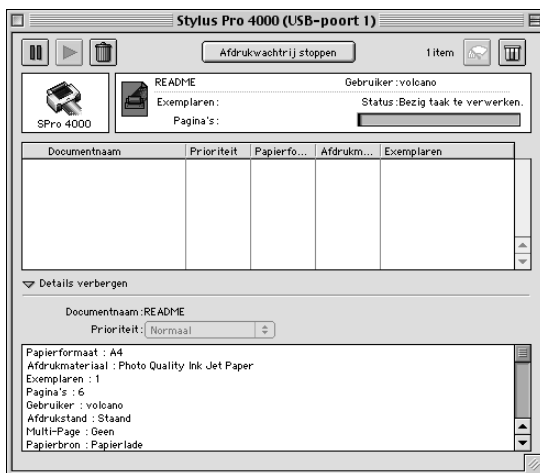 Stylus Pro 4000 (USB-poort 1)
Afdrukwachtrij stoppen
1 item
SPro 4000
README
Gebruiker :volcano
Exemplaren :
Status :Bezig taak te verwerken.
Pagina's :
Documentnaam Prioriteit Papierfo... Afdrukm... Exemplaren
Details verbergen
Documentnaam :README
Prioriteit : Normaal
Papierformaat : A4
Afdrukmateriaal : Photo Quality Ink Jet Paper
Exemplaren : 1
Pagina's : 6
Gebruiker : volcano
Afdrukstand : Staand
Multi-Page : Geen
Papierbron : Papierlade